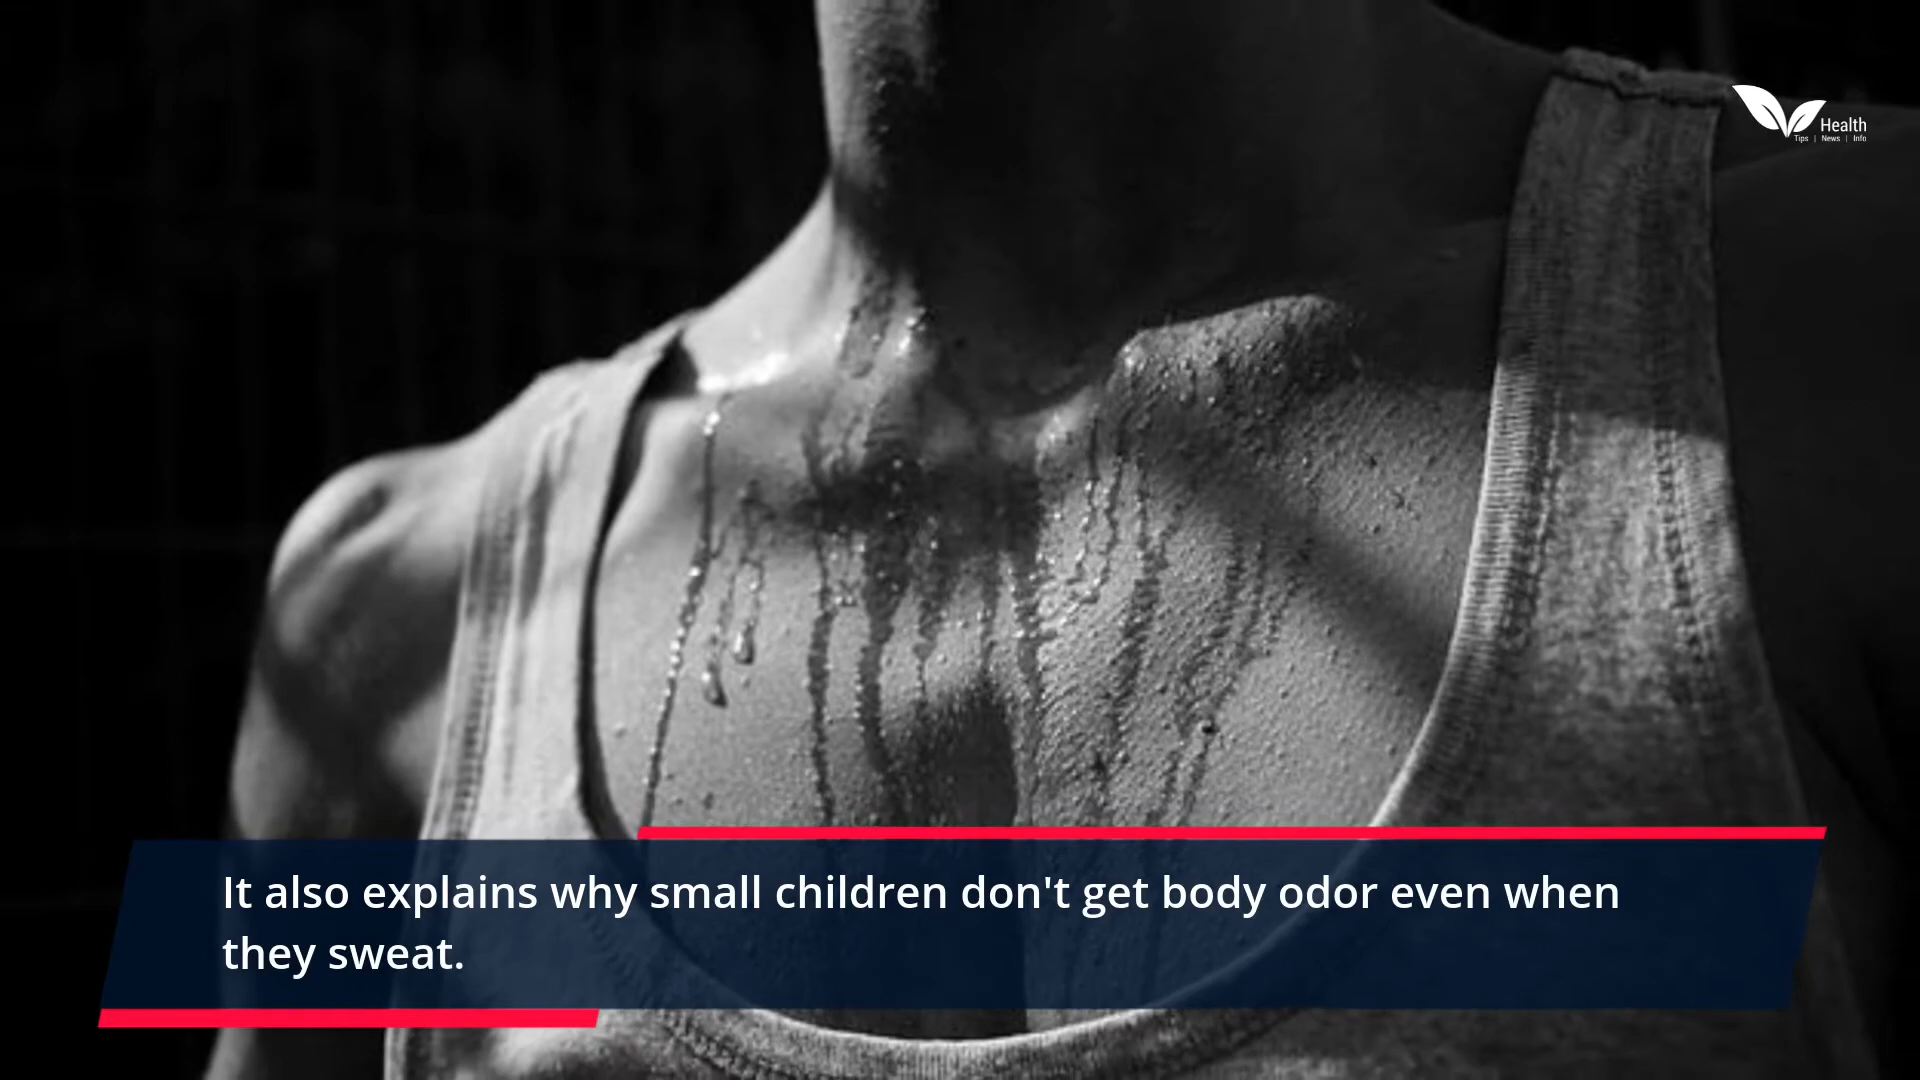 Health
Tips | News | Info
It also explains why small children don't get body odor even when
they sweat.